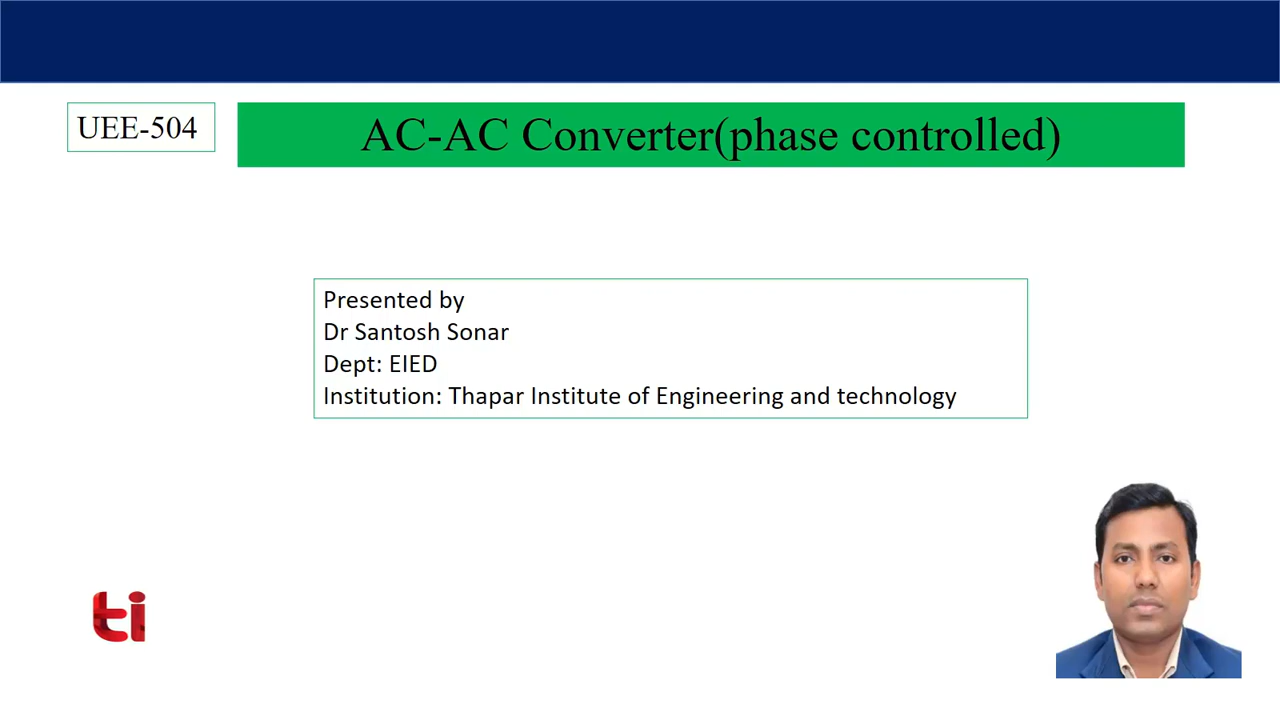 UEE-504
AC-AC Converter(phase controlled)
Presented by
Dr Santosh Sonar
Dept: EIED
Institution: Thapar Institute of Engineering and technology
ti